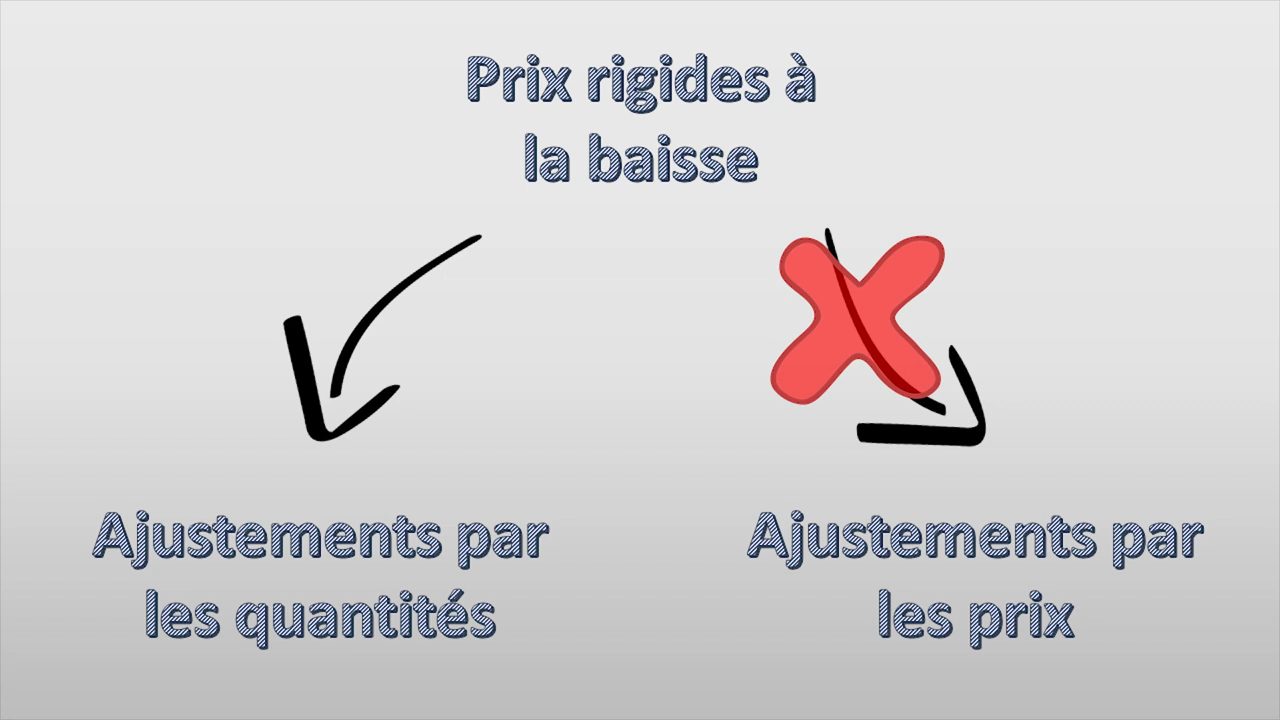 Prix rigides à
la baisse
Ajustements par
les quantités
Ajustements par
les prix